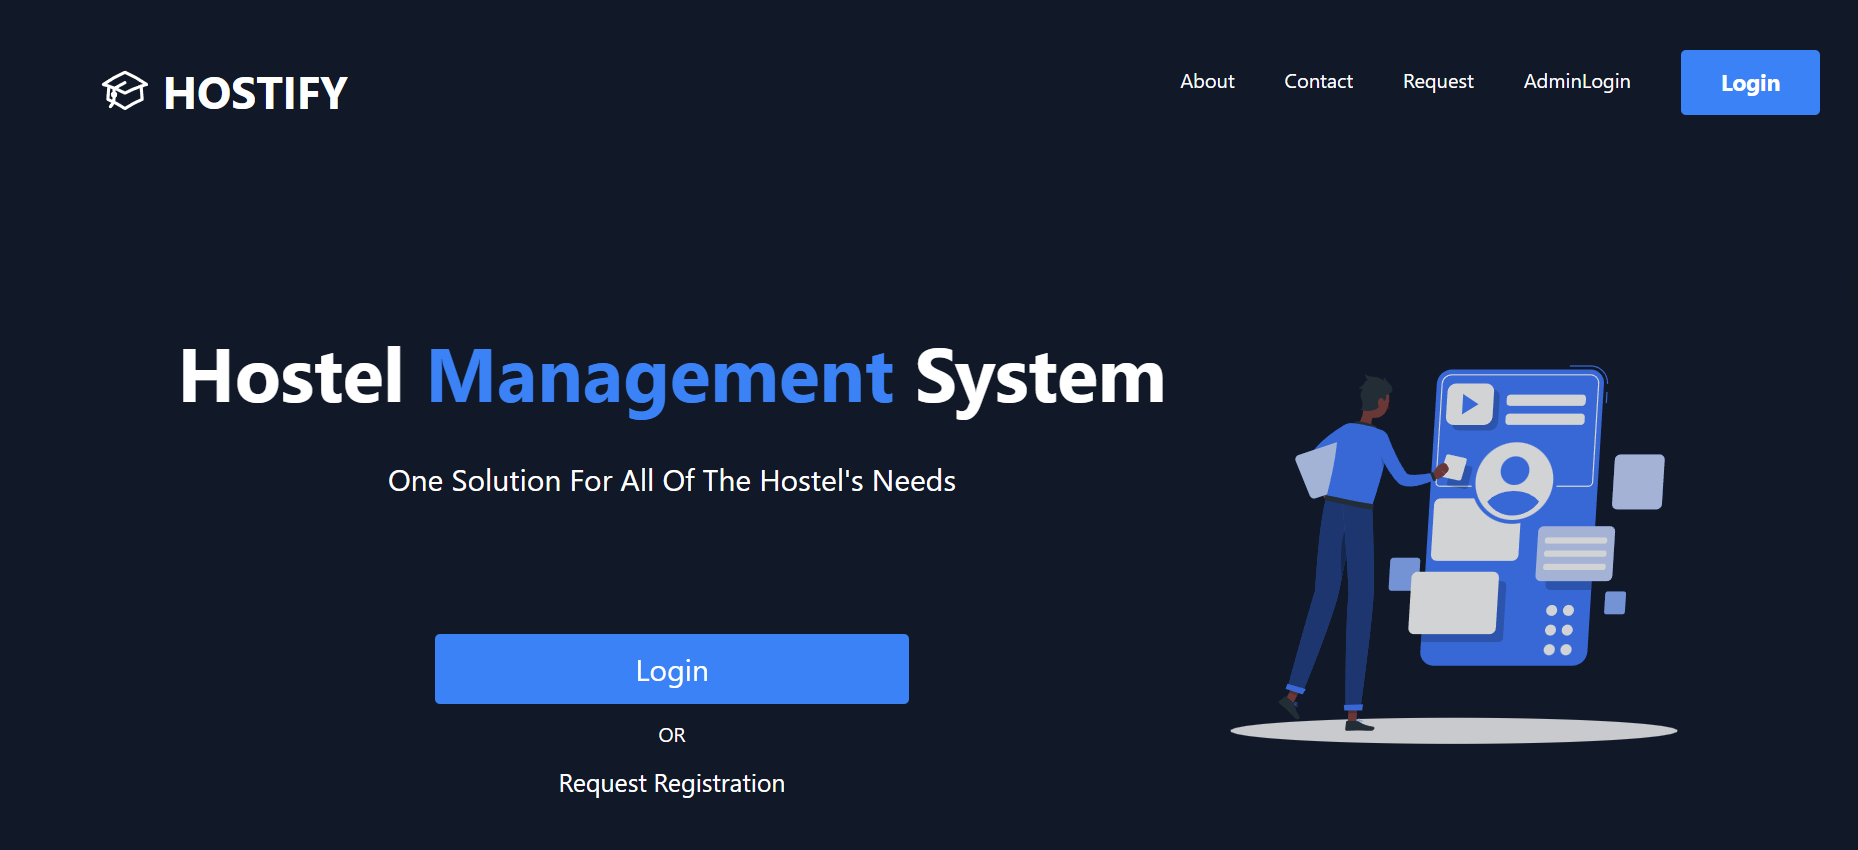 HOSTIFY
About Contact Request AdminLogin Login
Hostel Management System
One Solution For All Of The Hostel's Needs
Login
OR
Request Registration